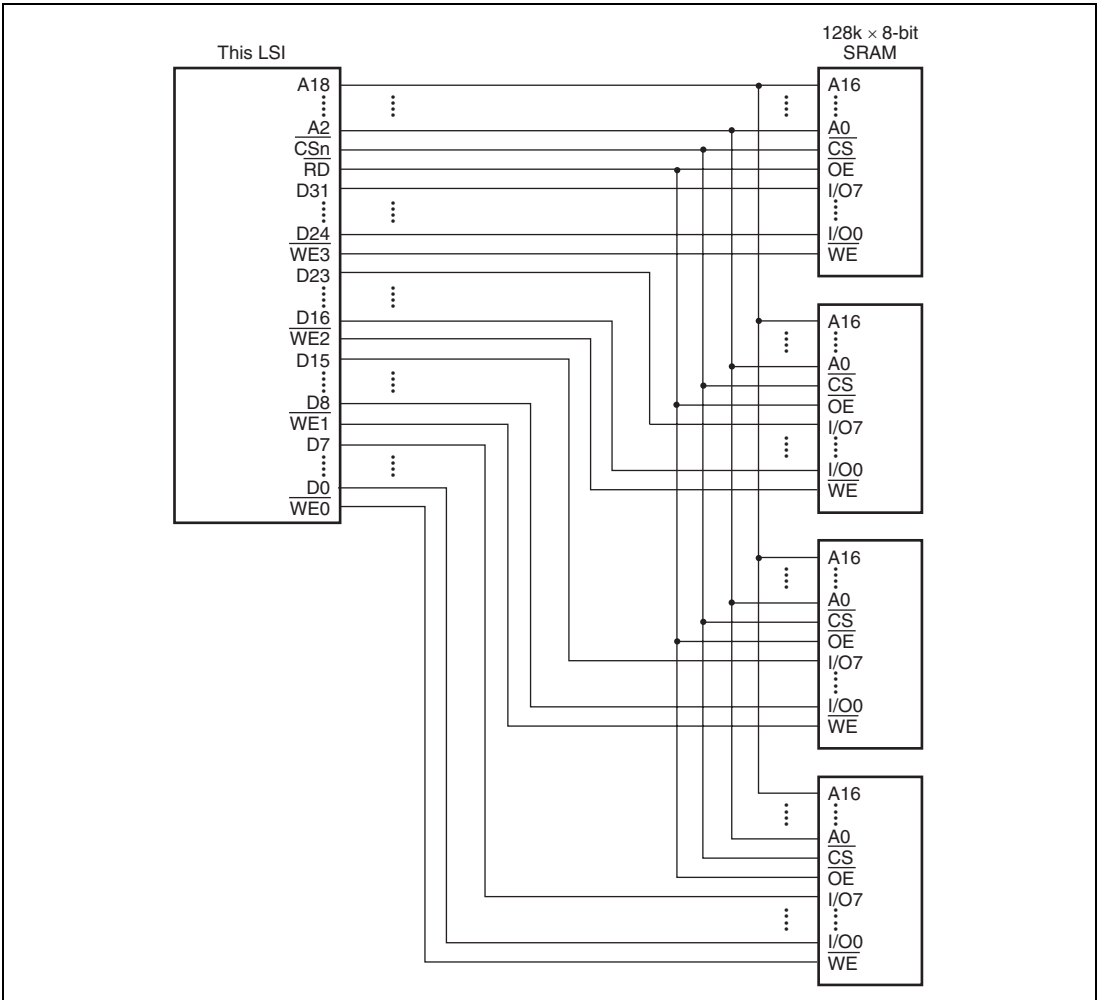 This LSI
A18
A2
CSn
RD
D31
D24
WE3
D23
D16
WE2
D15
D8
WE1
D7
D0
WE0
128k × 8-bit
SRAM
A16
A0
CS
OE
I/O7
I/O0
WE
A16
A0
CS
OE
I/O7
I/O0
WE
A16
A0
CS
OE
I/O7
I/O0
WE
A16
A0
CS
OE
I/O7
I/O0
WE